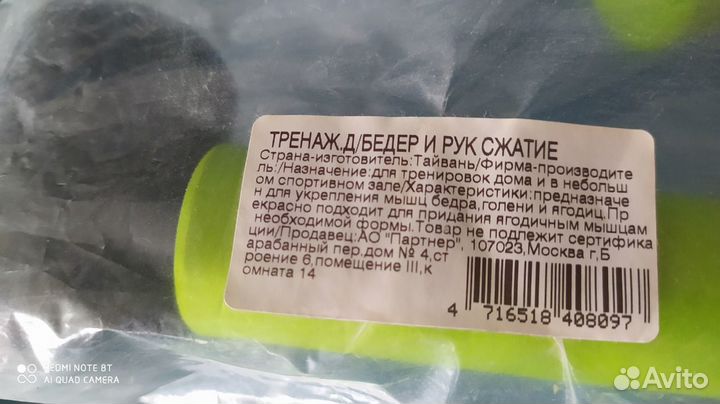 ТРЕНАЖ.Д/БЕДЕР И РУК СЖАТИЕ
Страна-изготовитель:Тайвань/Фирма-производите
ль:/Назначение:для тренировок дома и в небольш
ом спортивном зале/Характеристики:предназначе
н для укрепления мышц бедра,голени и ягодиц.Пр
екрасно подходит для придания ягодичным мышцам
необходимой формы.Товар не подлежит сертифика
ции/Продавец:АО "Партнер", 107023,Москва г,Б
арабанный пер.дом № 4,ст
роение 6,помещение III,к
омната 14
4 716518 408097
REDMI NOTE 8T
AI QUAD CAMERA
Avito